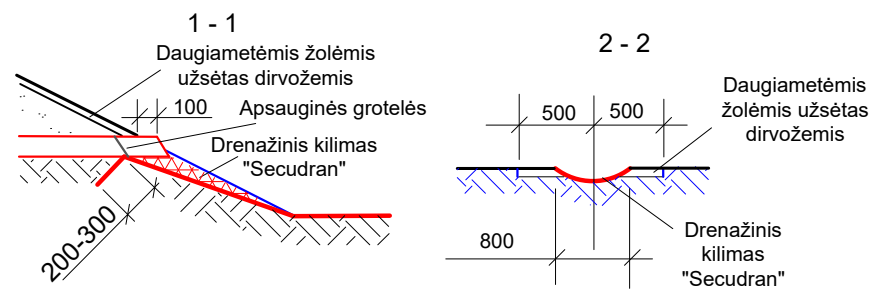 1 - 1
Daugiametėmis žolėmis
užsėtas dirvožemis
100
Apsauginės grotelės
Drenažinis kilimas
"Secudran"
200-300
2 - 2
Daugiametėmis
žolėmis užsėtas
dirvožemis
500
500
Drenažinis
kilimas
"Secudran"
800